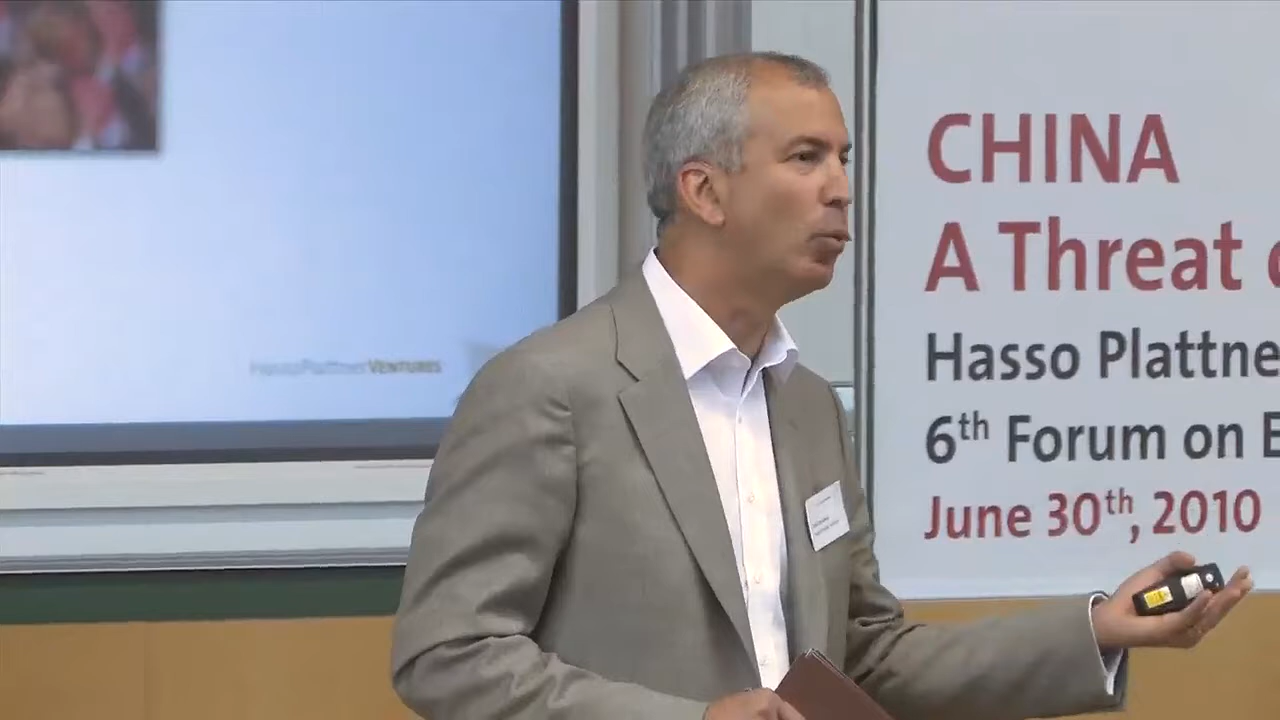 HassoPlattnerVENTURES
CHINA
A Threat
Hasso Plattne
6th Forum on E
June 30th, 2010